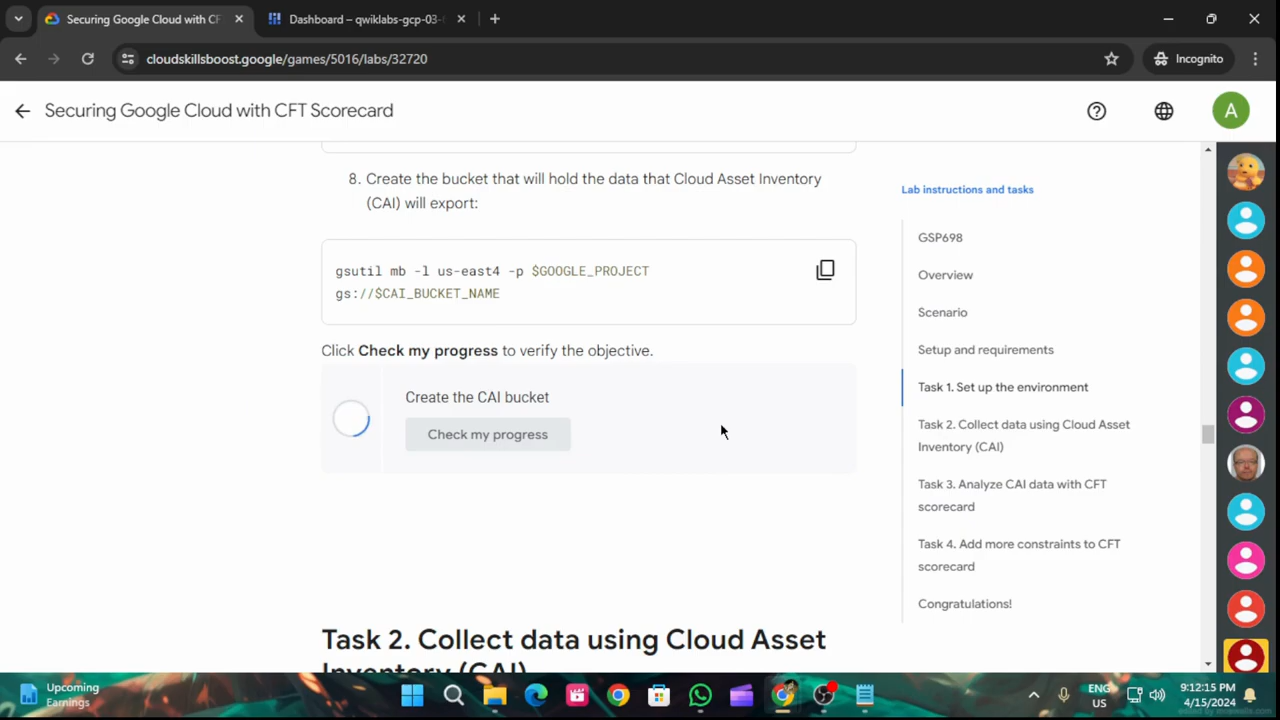 Securing Google Cloud with CF
Dashboard – qwiklabs-gcp-03-
cloudskillsboost.google/games/5016/labs/32720
Incognito
Securing Google Cloud with CFT Scorecard
A
8. Create the bucket that will hold the data that Cloud Asset Inventory
(CAI) will export:
gsutil mb -l us-east4 -p $GOOGLE_PROJECT
gs://$CAI_BUCKET_NAME
Click Check my progress to verify the objective.
Create the CAI bucket
Check my progress
Task 2. Collect data using Cloud Asset
Inventory (CAI)
Lab instructions and tasks
GSP698
Overview
Scenario
Setup and requirements
Task 1. Set up the environment
Task 2. Collect data using Cloud Asset
Inventory (CAI)
Task 3. Analyze CAI data with CFT
scorecard
Task 4. Add more constraints to CFT
scorecard
Congratulations!
Upcoming
Earnings
ENG
US
9:12:15 PM
4/15/2024